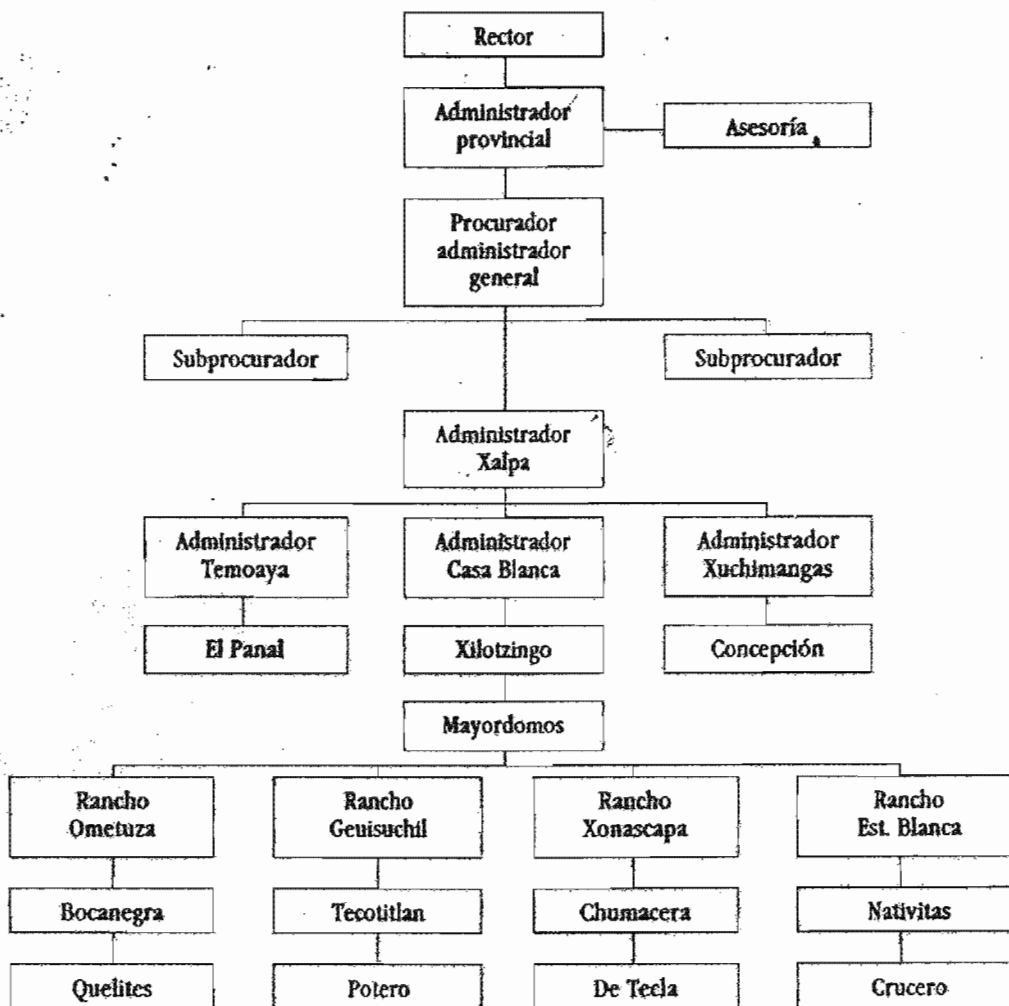 Rector
Administrador
provincial
Asesoría
Procurador
administrador
general
Subprocurador
Subprocurador
Administrador
Xalpa
Administrador
Temoaya
Administrador
Casa Blanca
Administrador
Xuchimangas
El Panal
Xilotzingo
Concepción
Mayordomos
Rancho
Ometuza
Rancho
Geuisuchil
Rancho
Xonascapa
Rancho
Est. Blanca
Bocanegra
Tecotitlan
Chumacera
Nativitas
Quelites
Potero
De Tecla
Crucero